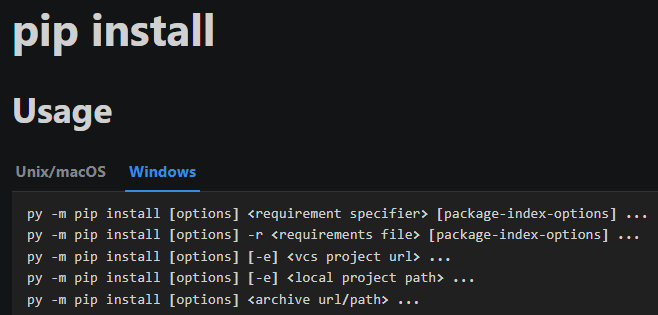 pip install
Usage
Unix/macOS Windows
py -m pip install [options] <requirement specifier> [package-index-options] ...
py -m pip install [options] -r <requirements file> [package-index-options] ...
py -m pip install [options] [-e] <vcs project url> ...
py -m pip install [options] [-e] <local project path> ...
py -m pip install [options] <archive url/path> ...